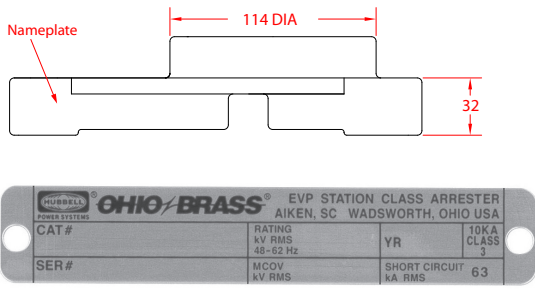 114 DIA
Nameplate
32
HUBBELL
POWER SYSTEMS
® OHIO BRASS®
EVP STATION CLASS ARRESTER
AIKEN, SC WADSWORTH, OHIO USA
CAT #
RATING
kV RMS
48-62 Hz
YR
10KA
CLASS
3
SER #
MCOV
kV RMS
SHORT CIRCUIT
kA RMS
63